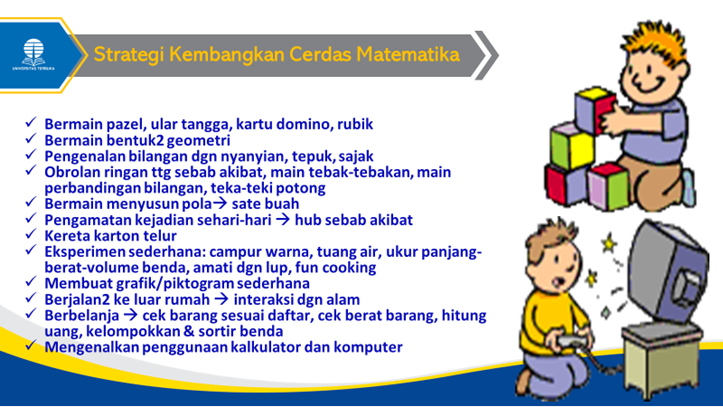 Strategi Kembangkan Cerdas Matematika
UNIVERSITAS TERBUKA
Bermain pazel, ular tangga, kartu domino, rubik
Bermain bentuk2 geometri
Pengenalan bilangan dgn nyanyian, tepuk, sajak
Obrolan ringan ttg sebab akibat, main tebak-tebakan, main
perbandingan bilangan, teka-teki potong
Bermain menyusun pola→ sate buah
Pengamatan kejadian sehari-hari → hub sebab akibat
Kereta karton telur
Eksperimen sederhana: campur warna, tuang air, ukur panjang-
berat-volume benda, amati dgn lup, fun cooking
Membuat grafik/piktogram sederhana
Berjalan2 ke luar rumah → interaksi dgn alam
Berbelanja → cek barang sesuai daftar, cek berat barang, hitung
uang, kelompokkan & sortir benda
Mengenalkan penggunaan kalkulator dan komputer